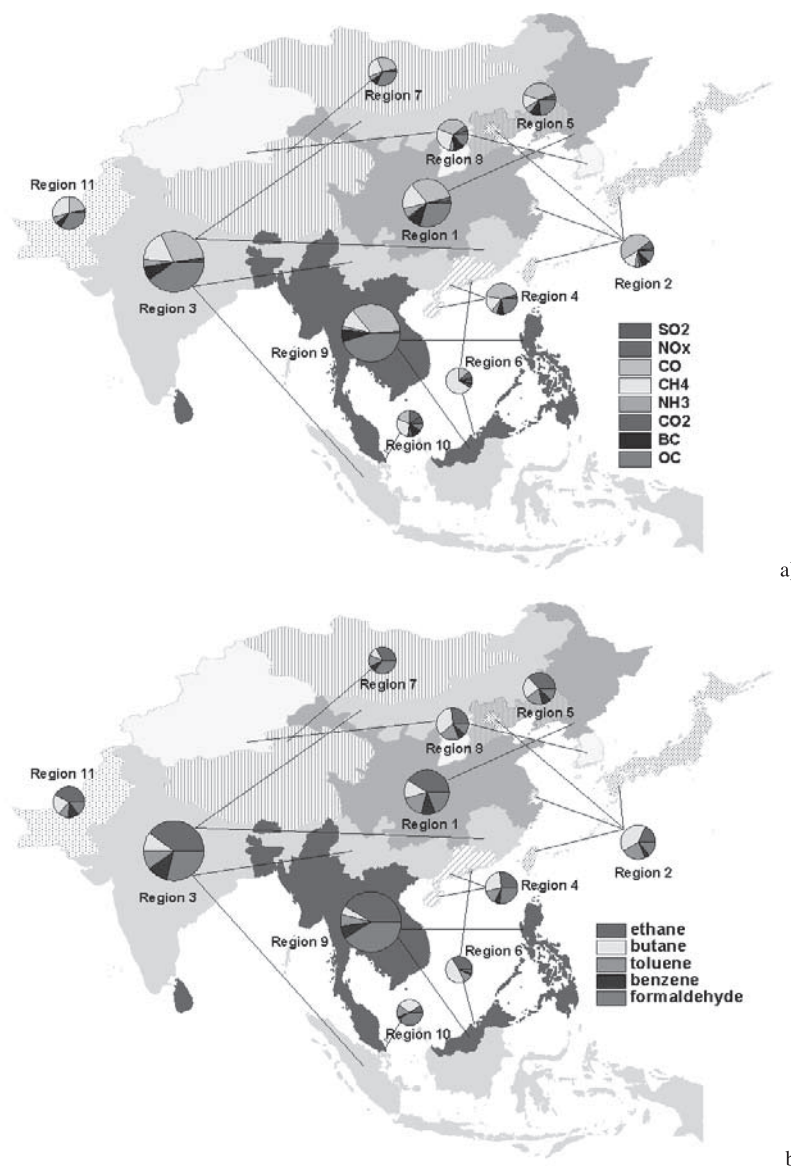 Region 7
Region 5
Region 8
Region 11
Region 1
Region 2
Region 3
Region 4
Region 9
Region 6
Region 10
SO2
NOx
CO
CH4
NH3
CO2
BC
OC
a)
Region 7
Region 5
Region 8
Region 11
Region 1
Region 2
Region 3
Region 4
Region 9
Region 6
Region 10
ethane
butane
toluene
benzene
formaldehyde
b